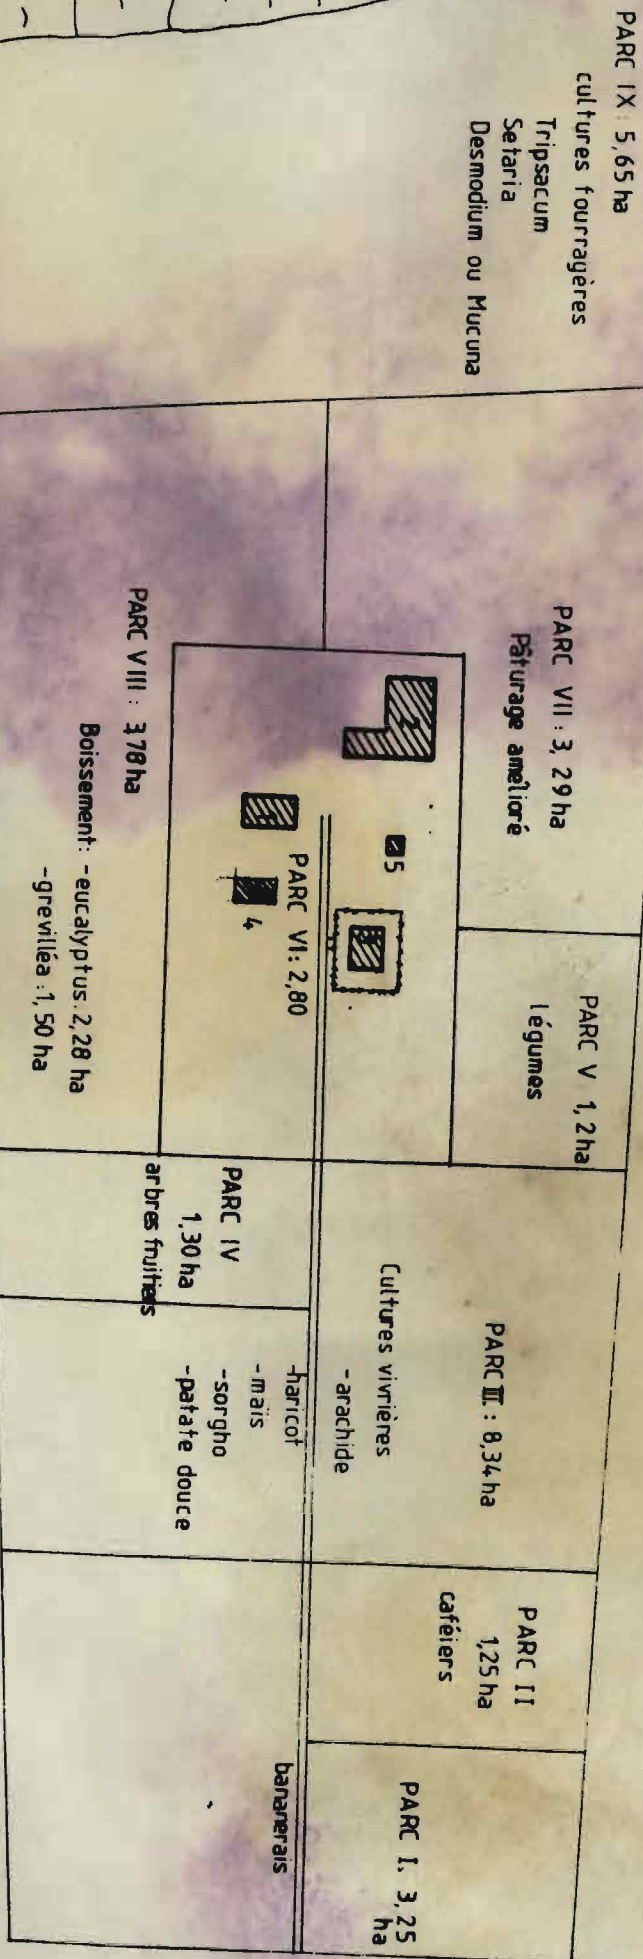 PARC IX : 5,65 ha
cultures fourragères
Tripsacum
Setaria
Desmodium ou Mucuna
PARC VII : 3,29 ha
Pâturage amélioré
PARC V 1,2 ha
légumes
5
PARC VI: 2,80
4
PARC VIII : 3,78 ha
Boissement: -eucalyptus. 2,28 ha
-grevilléa : 1,50 ha
PARC III : 8,34 ha
Cultures vivrières
-arachide
-haricot
-maïs
-sorgho
-patate douce
PARC IV
1,30 ha
arbres fruitiers
PARC II
1,25 ha
caféiers
PARC I. 3,25
ha
bananerais